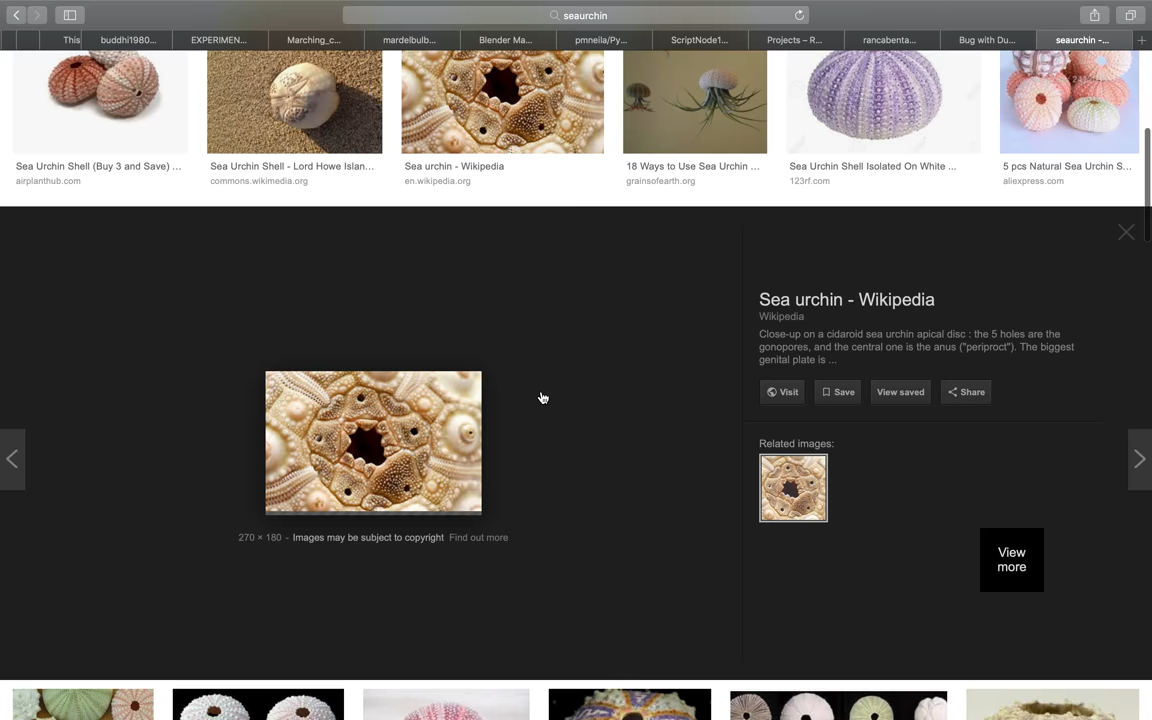 seaurchin
This
buddhi1980...
EXPERIMEN...
Marching_c...
mardelbulb...
Blender Ma...
pmneila/Py...
ScriptNode1...
Projects – R...
rancabenta...
Bug with Du...
seaurchin -...
Sea Urchin Shell (Buy 3 and Save) ...
airplanthub.com
Sea Urchin Shell - Lord Howe Islan...
commons.wikimedia.org
Sea urchin - Wikipedia
en.wikipedia.org
18 Ways to Use Sea Urchin ...
grainsofearth.org
Sea Urchin Shell Isolated On White ...
123rf.com
5 pcs Natural Sea Urchin S...
aliexpress.com
Sea urchin - Wikipedia
Wikipedia
Close-up on a cidaroid sea urchin apical disc : the 5 holes are the
gonopores, and the central one is the anus ("periproct"). The biggest
genital plate is ...
Visit
Save
View saved
Share
Related images:
View
more
270 × 180 - Images may be subject to copyright Find out more